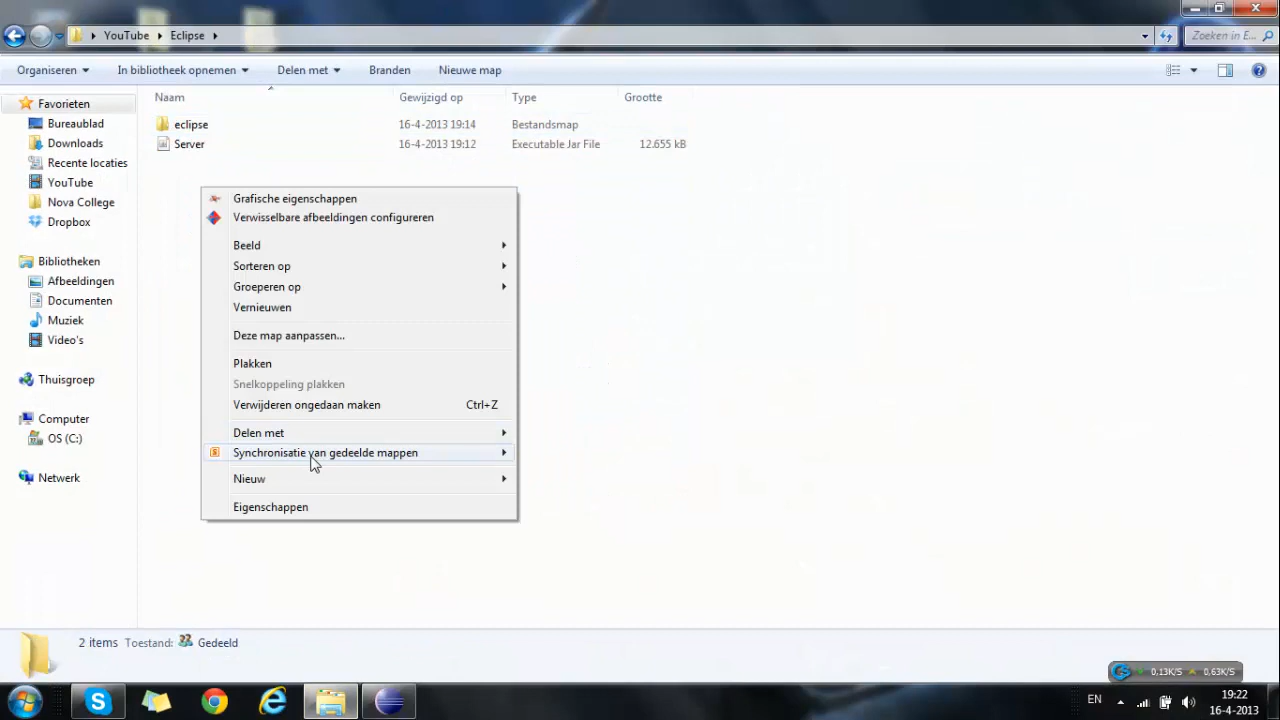 YouTube Eclipse
Zoeken in E...
Organiseren In bibliotheek opnemen Delen met Branden Nieuwe map
Favorieten
Bureaublad
Downloads
Recente locaties
YouTube
Nova College
Dropbox
Bibliotheken
Afbeeldingen
Documenten
Muziek
Video's
Thuisgroep
Computer
OS (C:)
Netwerk
Naam Gewijzigd op Type Grootte
eclipse 16-4-2013 19:14 Bestandsmap
Server 16-4-2013 19:12 Executable Jar File 12.655 kB
Grafische eigenschappen
Verwisselbare afbeeldingen configureren
Beeld
Sorteren op
Groeperen op
Vernieuwen
Deze map aanpassen...
Plakken
Snelkoppeling plakken
Verwijderen ongedaan maken Ctrl+Z
Delen met
Synchronisatie van gedeelde mappen
Nieuw
Eigenschappen
2 items Toestand: Gedeeld
0,13K/S 0,63K/S
EN
19:22
16-4-2013